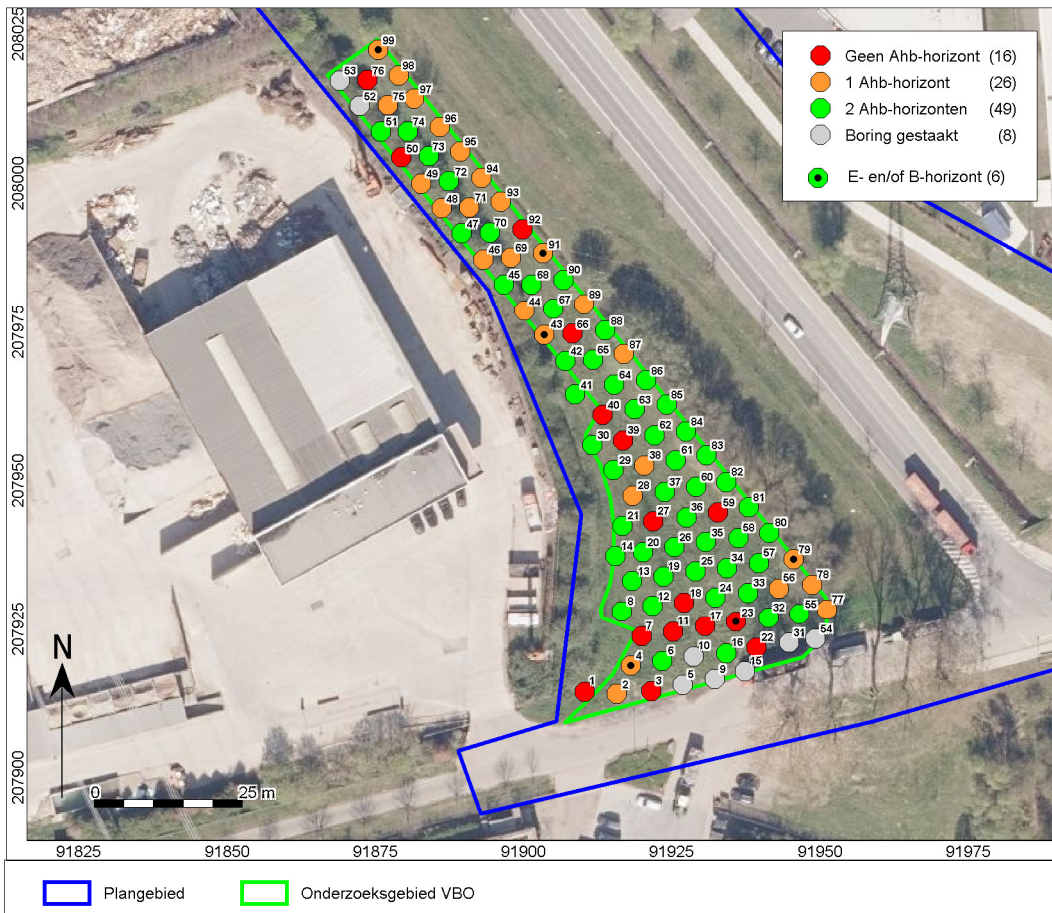 Geen Ahb-horizont (16)
1 Ahb-horizont (26)
2 Ahb-horizonten (49)
Boring gestaakt (8)
E- en/of B-horizont (6)
208025
208000
207975
207950
207925
207900
99
53 76 98
52 75 97
51 74 96
50 73 95
49 72 94
48 71 93
47 70 92
46 69 91
45 68 90
44 67 89
43 66 88
42 65 87
41 64 86
40 63 85
30 39 62 84
29 38 61 83
28 37 60 82
21 27 36 59 81
14 20 26 35 58 80
13 19 25 34 57 79
8 12 18 24 33 56 78
7 11 17 23 32 55 77
4 6 10 16 22 31 54
1 2 3 5 9 15
N
0 25 m
91825 91850 91875 91900 91925 91950 91975
Plangebied Onderzoeksgebied VBO